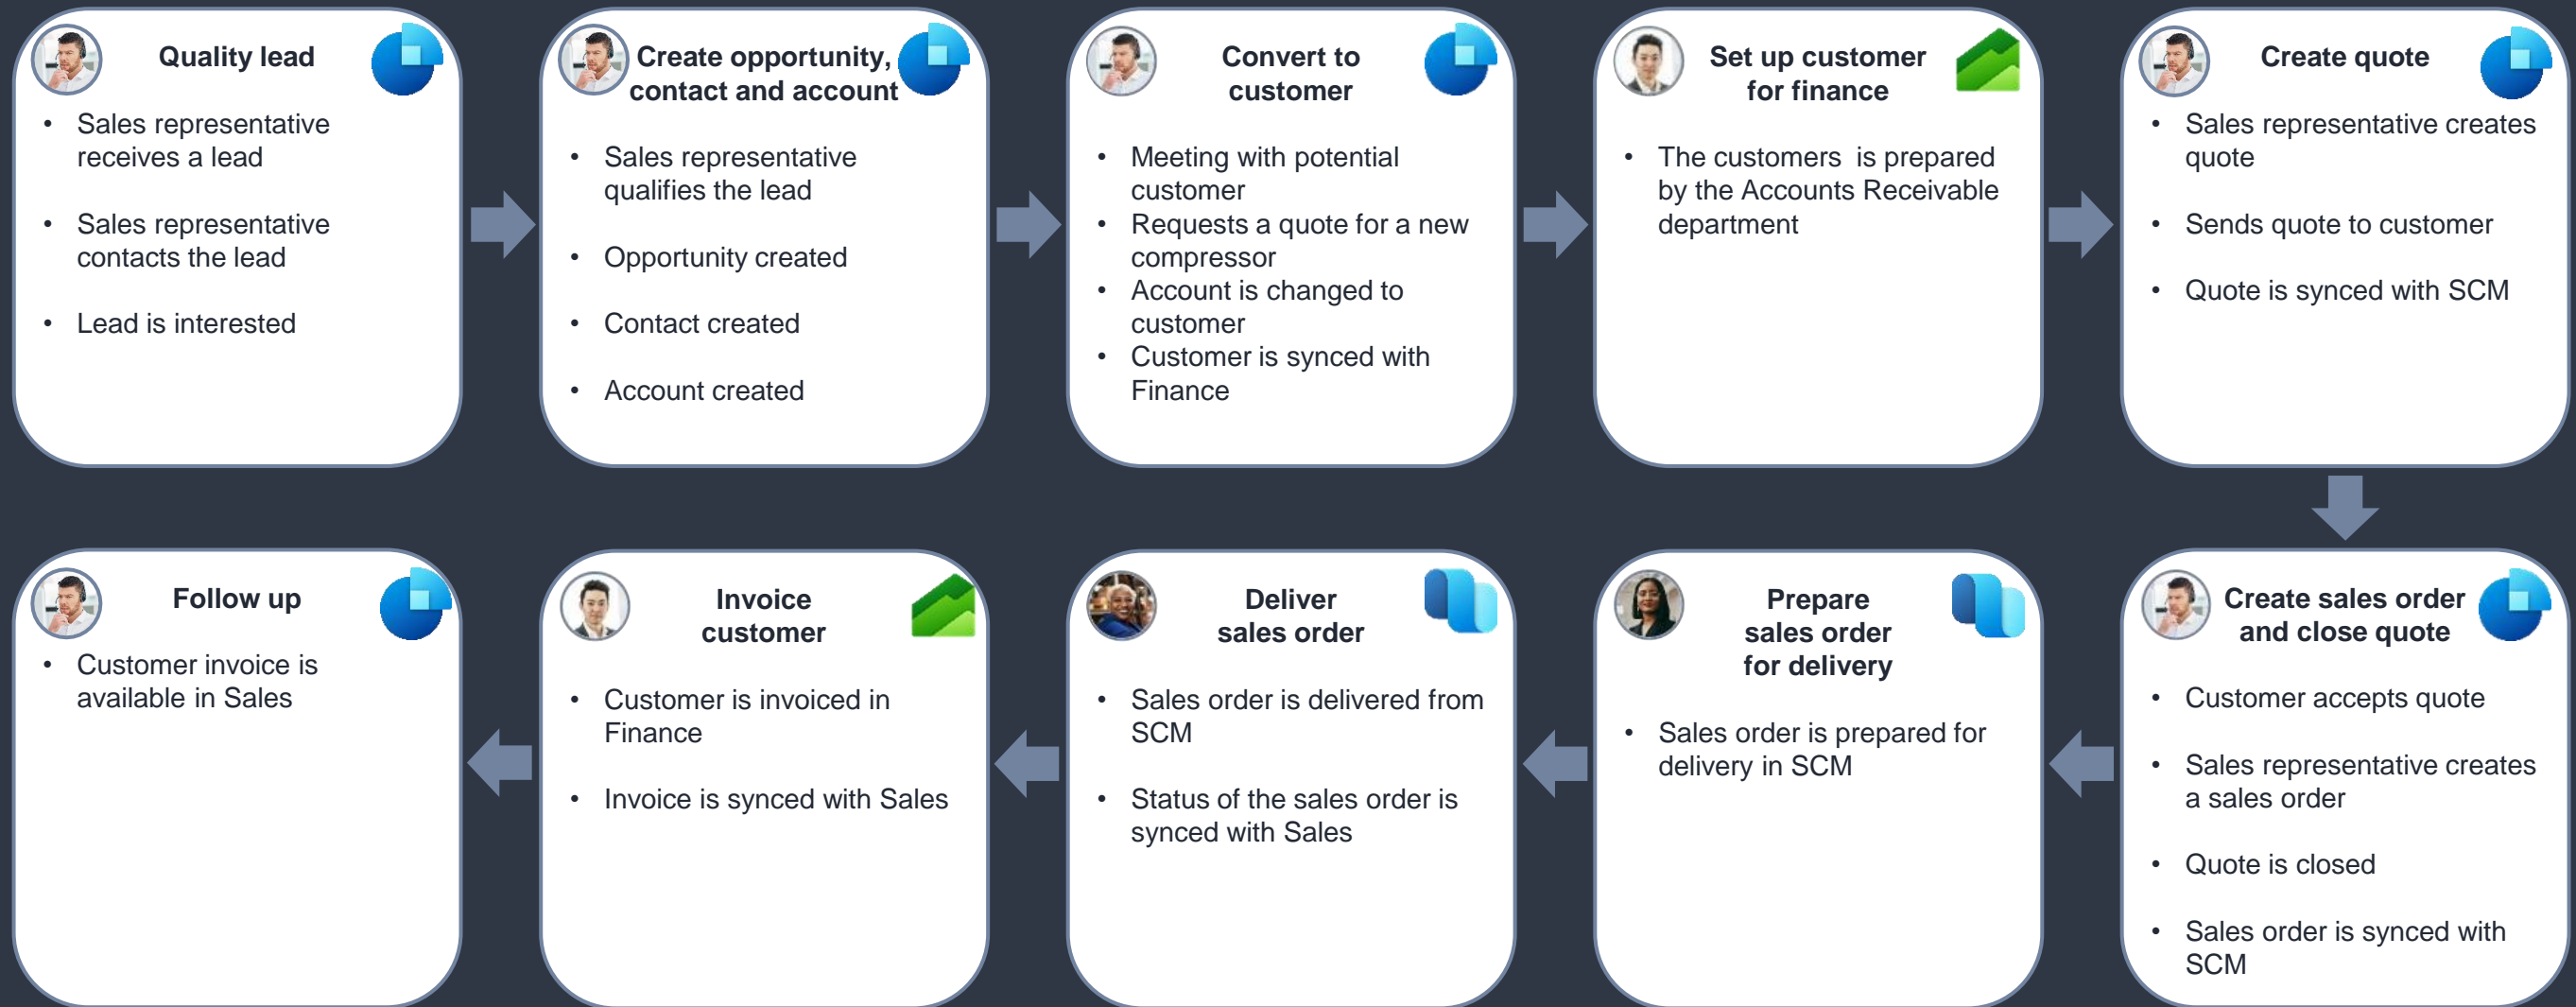 Quality lead
• Sales representative
receives a lead
• Sales representative
contacts the lead
• Lead is interested
Create opportunity,
contact and account
• Sales representative
qualifies the lead
• Opportunity created
• Contact created
• Account created
Convert to
customer
• Meeting with potential
customer
• Requests a quote for a new
compressor
• Account is changed to
customer
• Customer is synced with
Finance
Set up customer
for finance
• The customers is prepared
by the Accounts Receivable
department
Create quote
• Sales representative creates
quote
• Sends quote to customer
• Quote is synced with SCM
Create sales order
and close quote
• Customer accepts quote
• Sales representative creates
a sales order
• Quote is closed
• Sales order is synced with
SCM
Prepare
sales order
for delivery
• Sales order is prepared for
delivery in SCM
Deliver
sales order
• Sales order is delivered from
SCM
• Status of the sales order is
synced with Sales
Invoice
customer
• Customer is invoiced in
Finance
• Invoice is synced with Sales
Follow up
• Customer invoice is
available in Sales